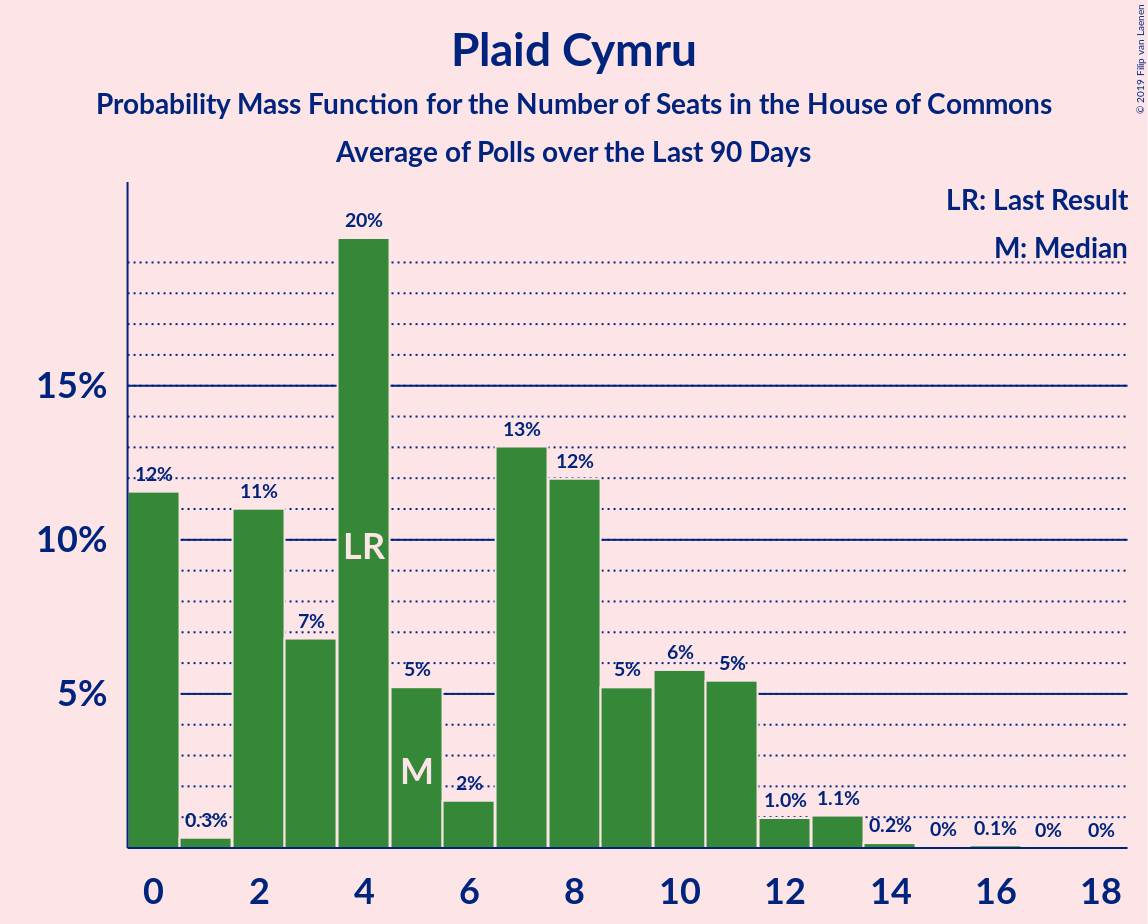 Plaid Cymru
Probability Mass Function for the Number of Seats in the House of Commons
Average of Polls over the Last 90 Days
© 2019 Filip van Laenen
LR: Last Result
M: Median
15%
10%
5%
12%
0.3%
11%
7%
20%
LR
5%
M
2%
13%
12%
5%
6%
5%
1.0%
1.1%
0.2%
0%
0.1%
0%
0%
0 2 4 6 8 10 12 14 16 18